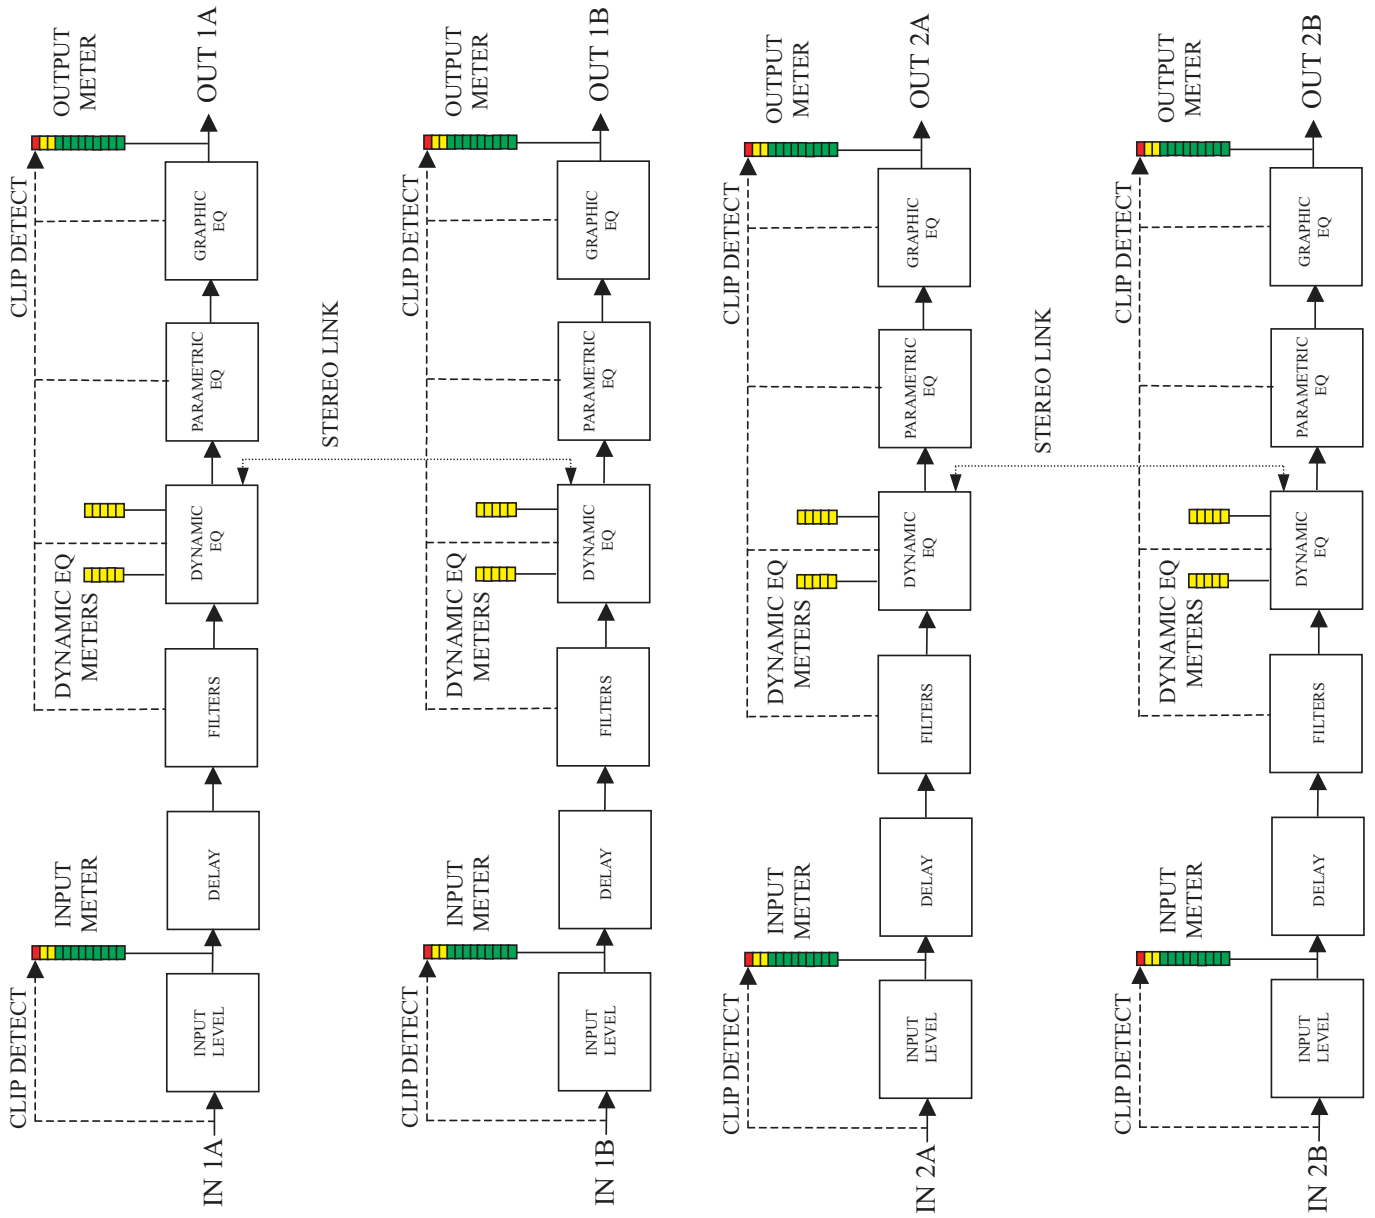 CLIP DETECT
INPUT
METER
DYNAMIC EQ
METERS
CLIP DETECT
OUTPUT
METER
IN 1A
INPUT
LEVEL
DELAY
FILTERS
DYNAMIC
EQ
PARAMETRIC
EQ
GRAPHIC
EQ
OUT 1A
STEREO LINK
CLIP DETECT
INPUT
METER
DYNAMIC EQ
METERS
CLIP DETECT
OUTPUT
METER
IN 1B
INPUT
LEVEL
DELAY
FILTERS
DYNAMIC
EQ
PARAMETRIC
EQ
GRAPHIC
EQ
OUT 1B
CLIP DETECT
INPUT
METER
DYNAMIC EQ
METERS
CLIP DETECT
OUTPUT
METER
IN 2A
INPUT
LEVEL
DELAY
FILTERS
DYNAMIC
EQ
PARAMETRIC
EQ
GRAPHIC
EQ
OUT 2A
STEREO LINK
CLIP DETECT
INPUT
METER
DYNAMIC EQ
METERS
CLIP DETECT
OUTPUT
METER
IN 2B
INPUT
LEVEL
DELAY
FILTERS
DYNAMIC
EQ
PARAMETRIC
EQ
GRAPHIC
EQ
OUT 2B